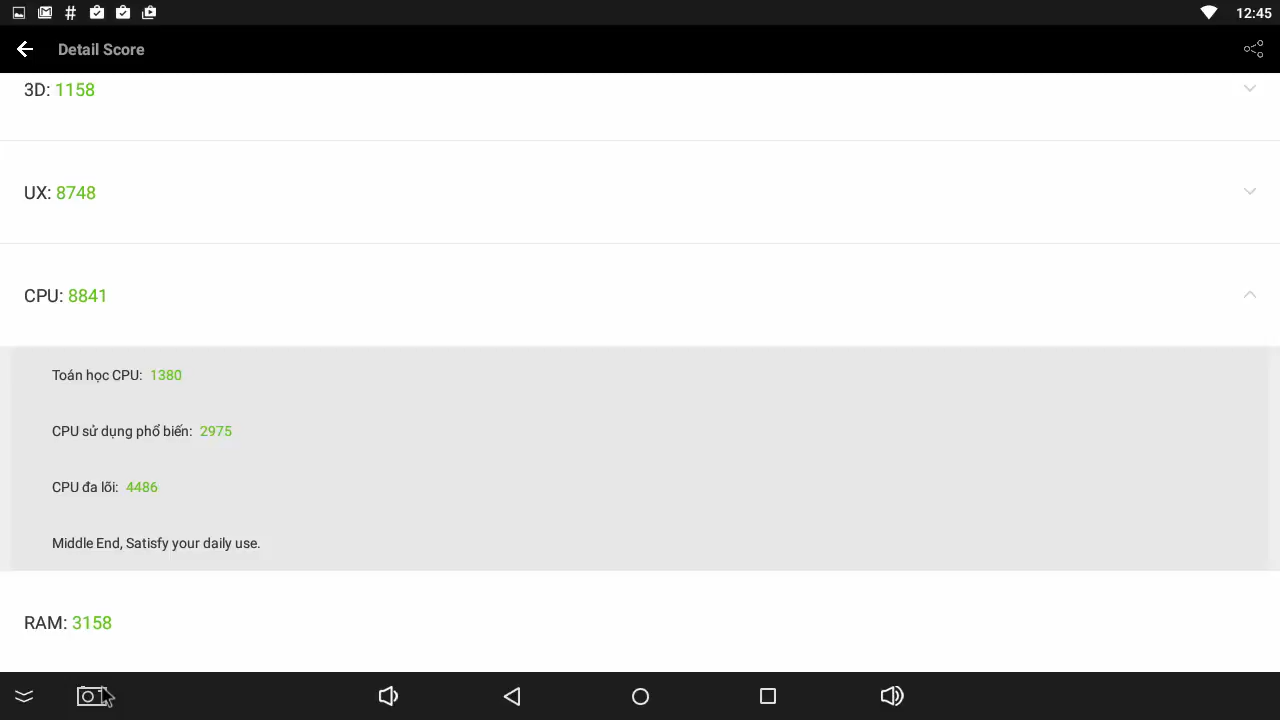 12:45
Detail Score
3D: 1158
UX: 8748
CPU: 8841
Toán học CPU: 1380
CPU sử dụng phổ biến: 2975
CPU đa lõi: 4486
Middle End, Satisfy your daily use.
RAM: 3158